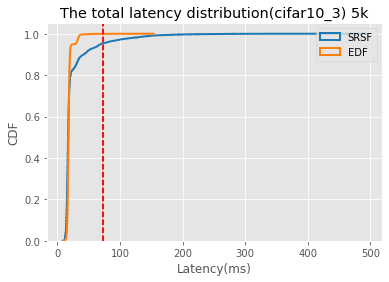 The total latency distribution(cifar10_3) 5k
SRSF
EDF
CDF
1.0
0.8
0.6
0.4
0.2
0.0
0 100 200 300 400 500
Latency(ms)